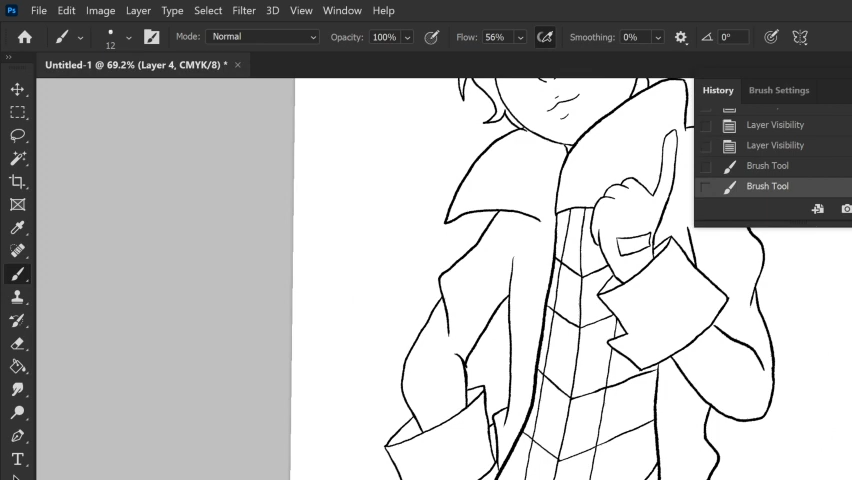 Ps File Edit Image Layer Type Select Filter 3D View Window Help
12 Mode: Normal Opacity: 100% Flow: 56% Smoothing: 0% 0°
Untitled-1 @ 69.2% (Layer 4, CMYK/8) * ×
History Brush Settings
Layer Visibility
Layer Visibility
Brush Tool
Brush Tool